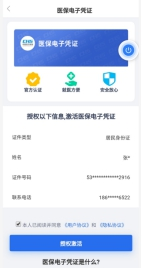 医保电子凭证
CHS
医保电子凭证
官方认证 就医方便 安全放心
授权以下信息,激活医保电子凭证
证件类型 居民身份证
姓名 张*
证件号码 53************2916
联系电话 186*****6522
本人已阅读并同意《用户协议》和《隐私协议》
授权激活
医保电子凭证是什么?